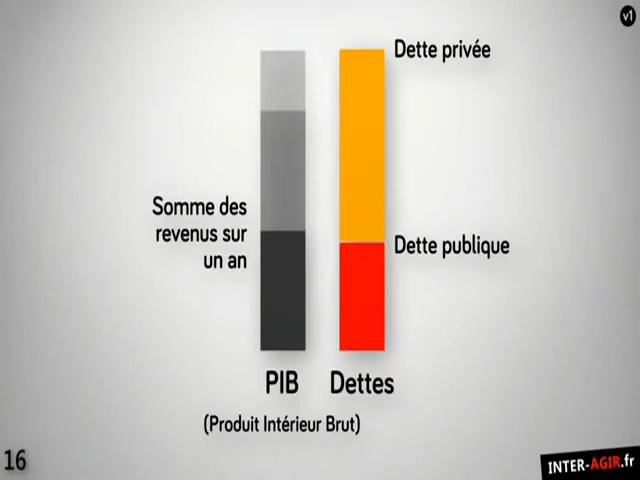 v1
Dette privée
Somme des
revenus sur
un an
Dette publique
PIB
Dettes
(Produit Intérieur Brut)
16
INTER-AGIR.fr